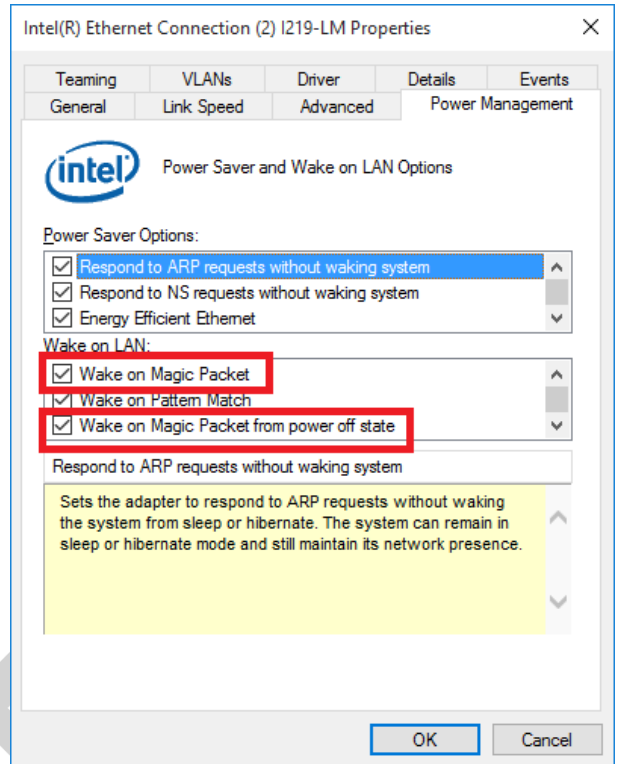 Intel(R) Ethernet Connection (2) I219-LM Properties
Teaming VLANs Driver Details Events
General Link Speed Advanced Power Management
intel Power Saver and Wake on LAN Options
Power Saver Options:
Respond to ARP requests without waking system
Respond to NS requests without waking system
Energy Efficient Ethernet
Wake on LAN:
Wake on Magic Packet
Wake on Pattern Match
Wake on Magic Packet from power off state
Respond to ARP requests without waking system
Sets the adapter to respond to ARP requests without waking
the system from sleep or hibernate. The system can remain in
sleep or hibernate mode and still maintain its network presence.
OK Cancel